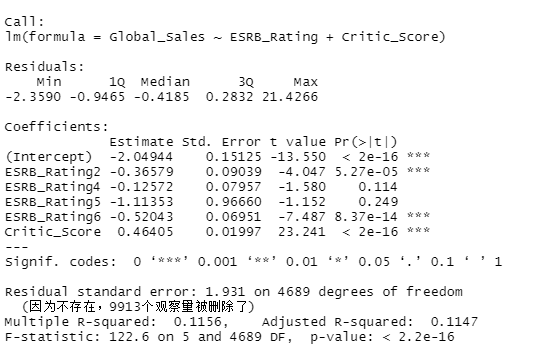 Call:
lm(formula = Global_Sales ~ ESRB_Rating + Critic_Score)
Residuals:
    Min      1Q  Median      3Q     Max
-2.3590 -0.9465 -0.4185  0.2832 21.4266
Coefficients:
             Estimate Std. Error t value Pr(>|t|)
(Intercept)  -2.04944    0.15125 -13.550  < 2e-16 ***
ESRB_Rating2 -0.36579    0.09039  -4.047 5.27e-05 ***
ESRB_Rating4 -0.12572    0.07957  -1.580    0.114
ESRB_Rating5 -1.11353    0.96660  -1.152    0.249
ESRB_Rating6 -0.52043    0.06951  -7.487 8.37e-14 ***
Critic_Score  0.46405    0.01997  23.241  < 2e-16 ***
---
Signif. codes:  0 ‘***’ 0.001 ‘**’ 0.01 ‘*’ 0.05 ‘.’ 0.1 ‘ ’ 1
Residual standard error: 1.931 on 4689 degrees of freedom
  (因为不存在，9913个观察量被删除了)
Multiple R-squared:  0.1156,    Adjusted R-squared:  0.1147
F-statistic: 122.6 on 5 and 4689 DF,  p-value: < 2.2e-16